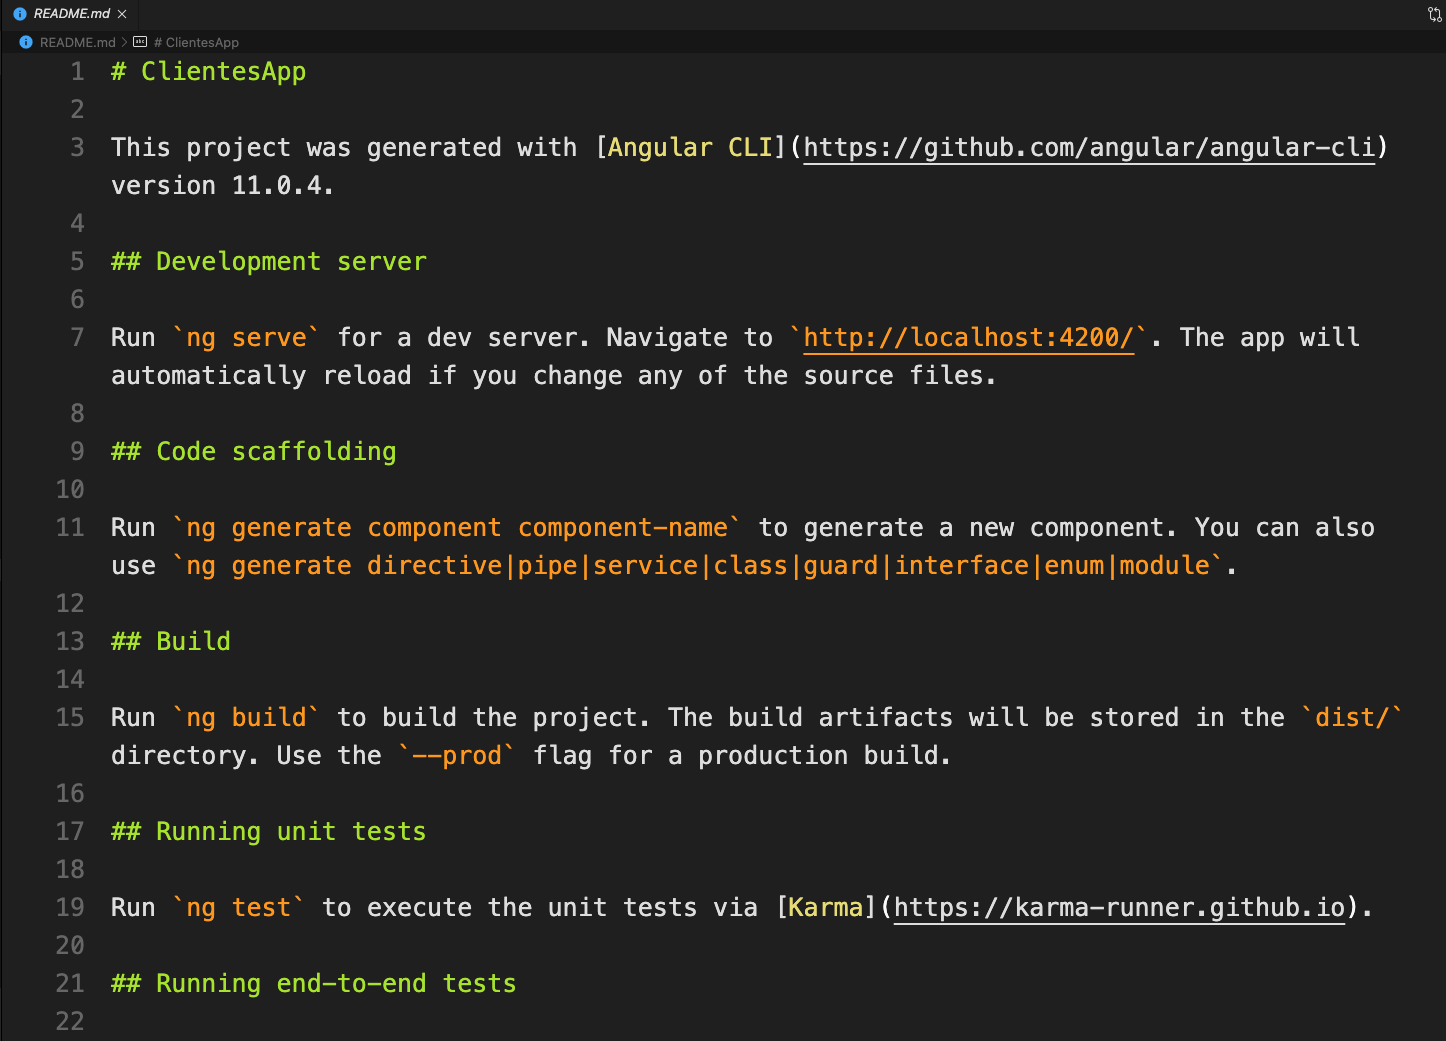 README.md
README.md > # ClientesApp
1 # ClientesApp
2
3 This project was generated with [Angular CLI](https://github.com/angular/angular-cli)
version 11.0.4.
4
5 ## Development server
6
7 Run `ng serve` for a dev server. Navigate to `http://localhost:4200/`. The app will
automatically reload if you change any of the source files.
8
9 ## Code scaffolding
10
11 Run `ng generate component component-name` to generate a new component. You can also
use `ng generate directive|pipe|service|class|guard|interface|enum|module`.
12
13 ## Build
14
15 Run `ng build` to build the project. The build artifacts will be stored in the `dist/`
directory. Use the `--prod` flag for a production build.
16
17 ## Running unit tests
18
19 Run `ng test` to execute the unit tests via [Karma](https://karma-runner.github.io).
20
21 ## Running end-to-end tests
22